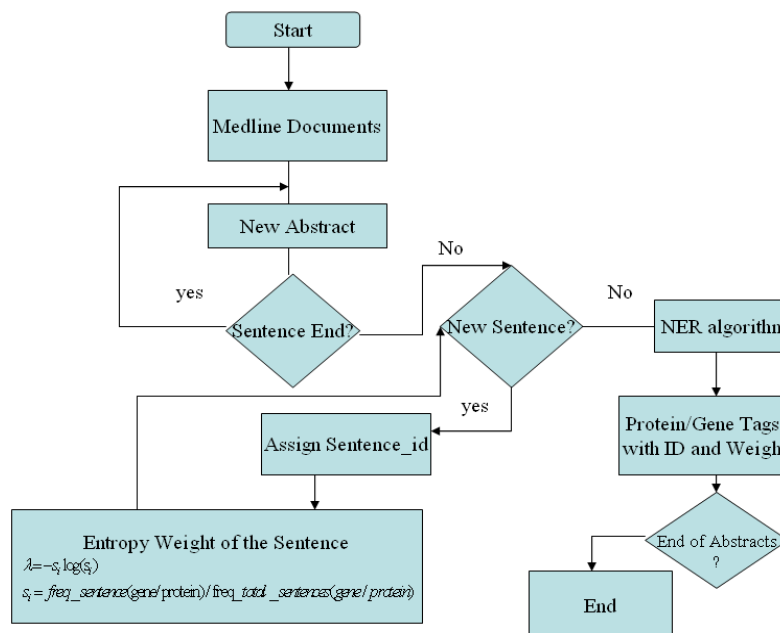 Start
Medline Documents
New Abstract
No
yes
No
Sentence End?
New Sentence?
NER algorithm
yes
Protein/Gene Tags
with ID and Weigh
Assign Sentence_id
Entropy Weight of the Sentence
λ=-s_i log(s_i)
s_i = freq_sentence(gene/protein)/freq_total_sentences(gene/protein)
End of Abstracts
?
End